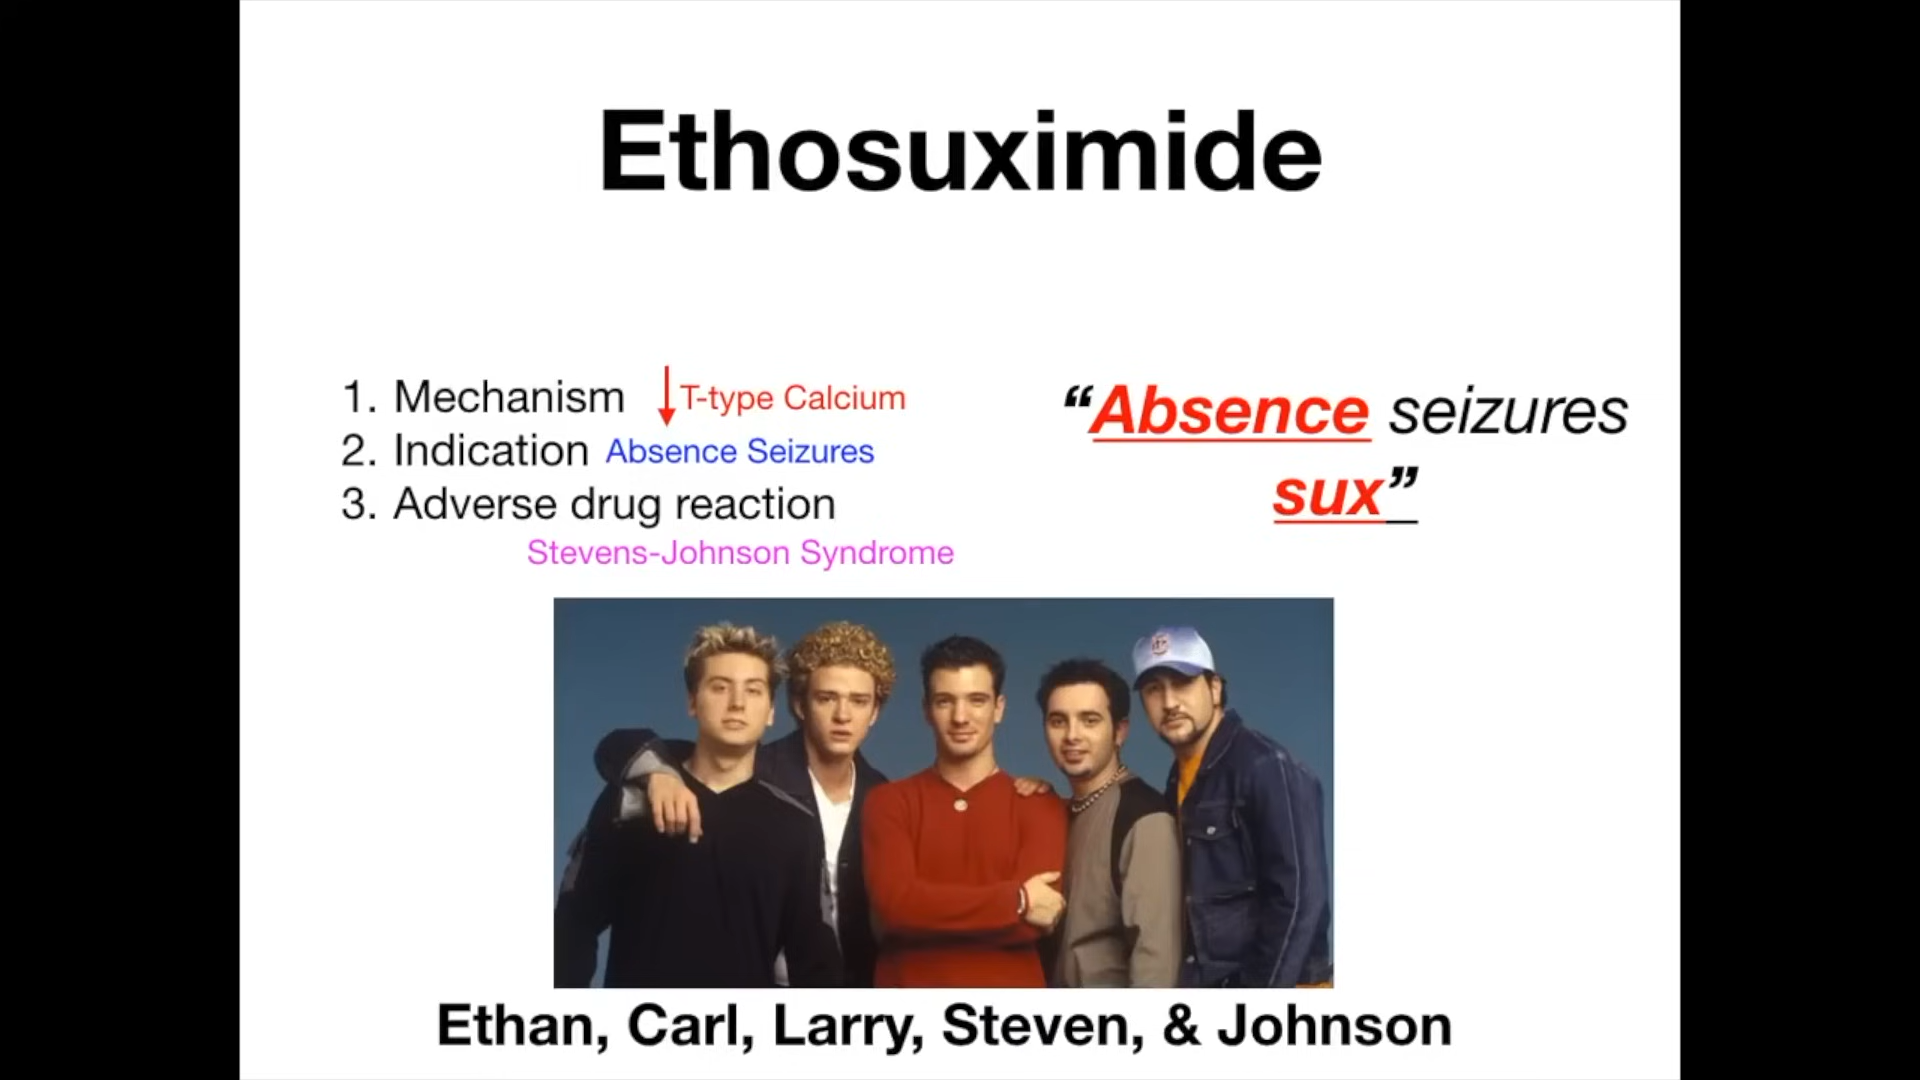 Ethosuximide
1. Mechanism ↓ T-type Calcium
2. Indication Absence Seizures
3. Adverse drug reaction
Stevens-Johnson Syndrome
“Absence seizures
sux”
Ethan, Carl, Larry, Steven, & Johnson